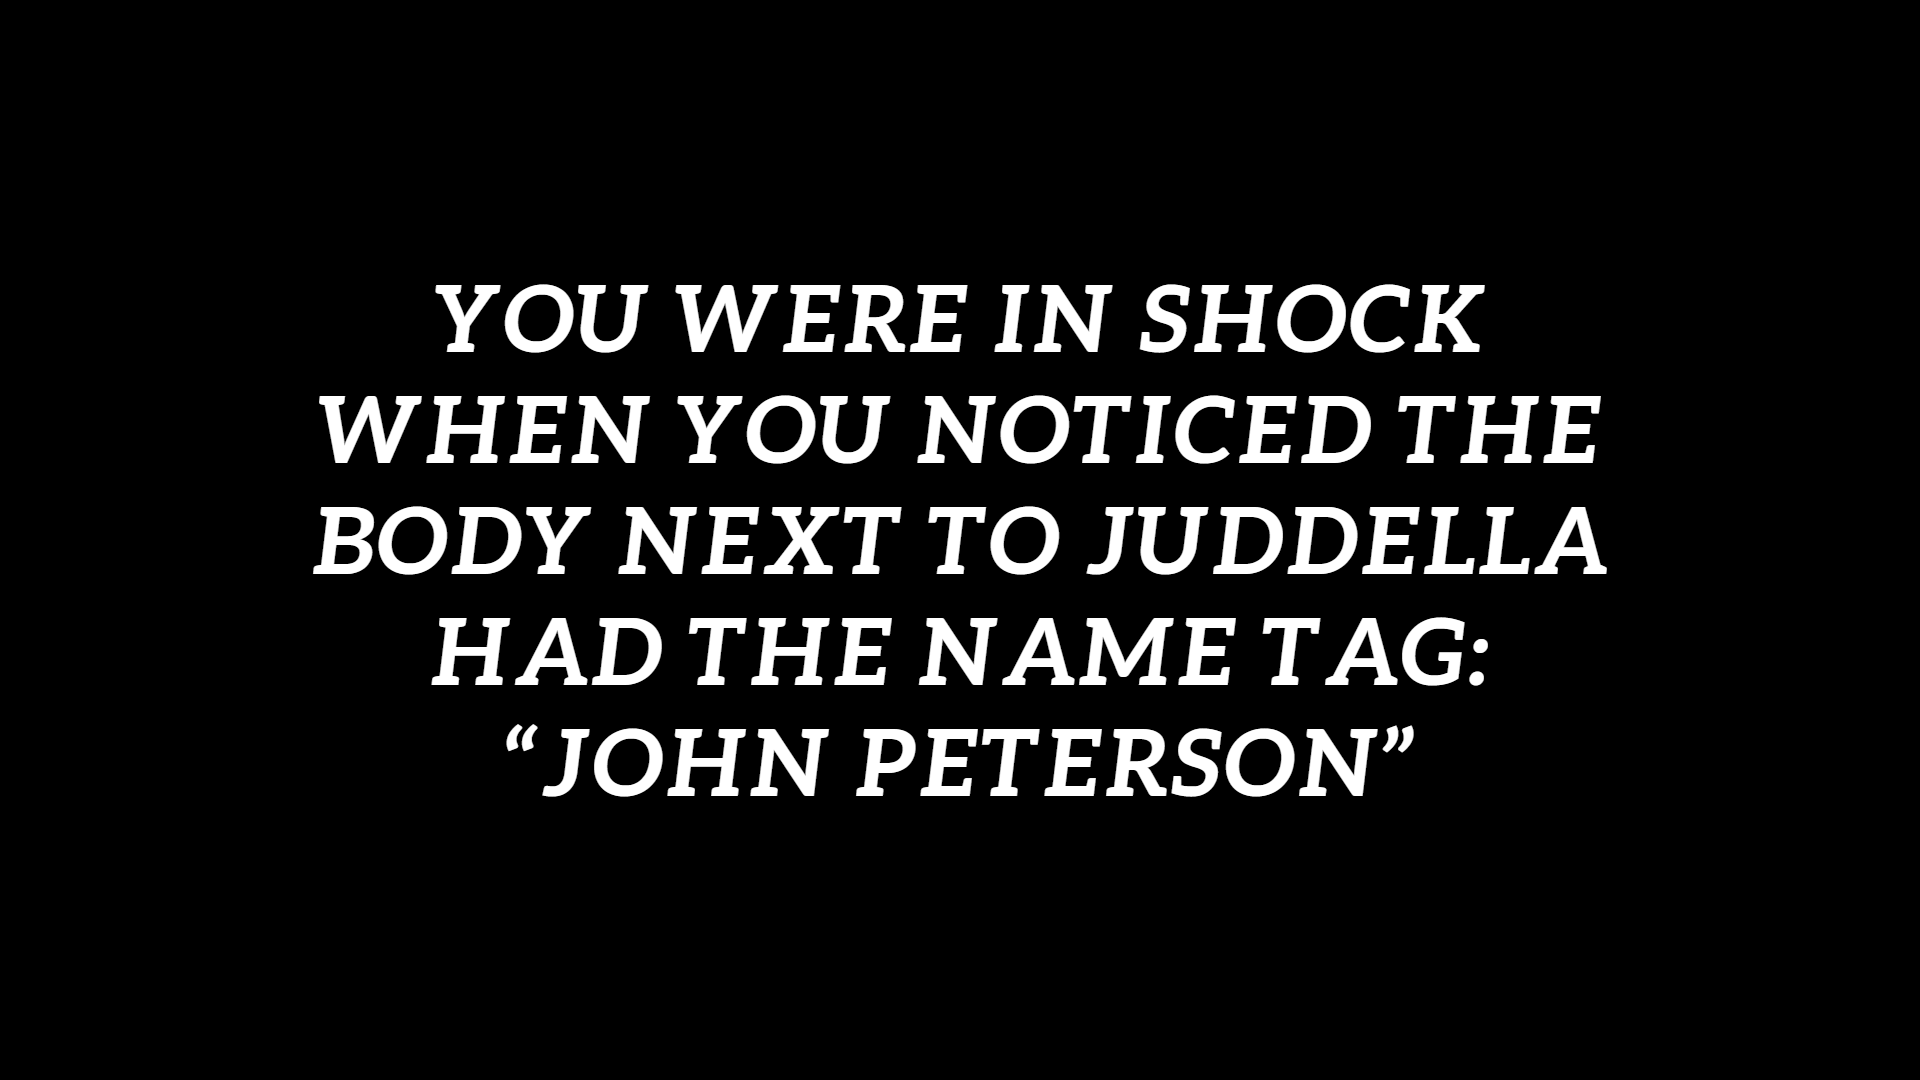 YOU WERE IN SHOCK
WHEN YOU NOTICED THE
BODY NEXT TO JUDDELLA
HAD THE NAME TAG:
“JOHN PETERSON”